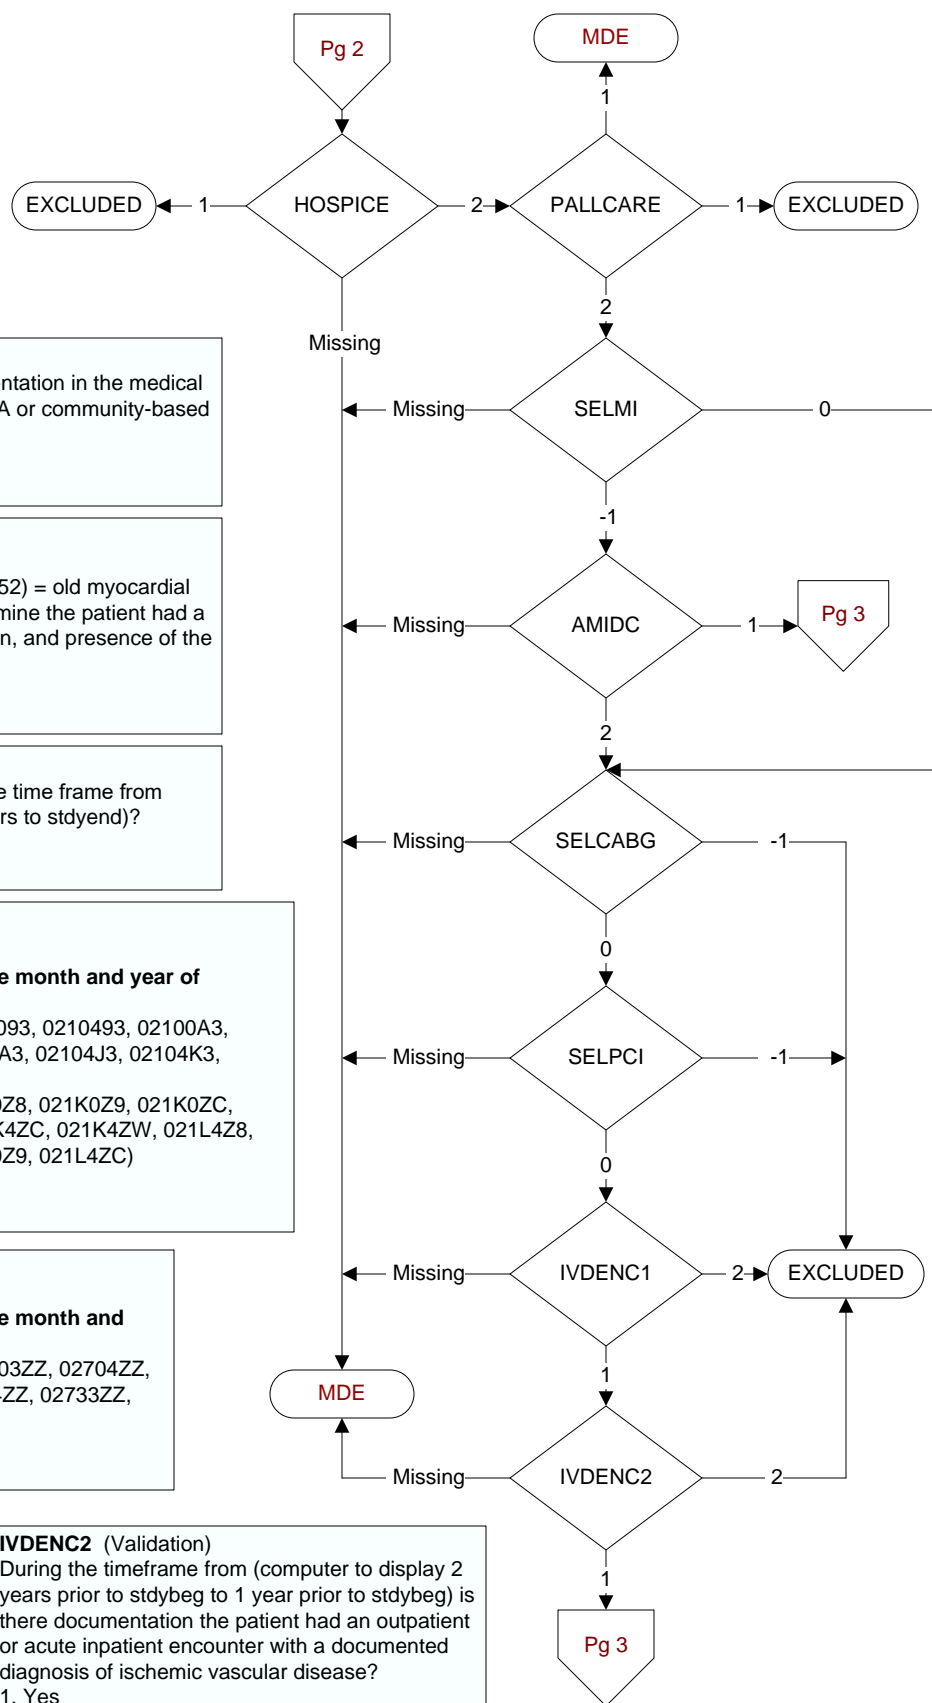 Pg 2
MDE
1
EXCLUDED
1
HOSPICE
2
PALLCARE
1
EXCLUDED
2
Missing
entation in the medical
A or community-based
Missing
SELMI
0
-1
52) = old myocardial
mine the patient had a
n, and presence of the
Missing
AMIDC
1
Pg 3
2
e time frame from
rs to stdyend)?
Missing
SELCABG
-1
0
e month and year of
093, 0210493, 02100A3,
A3, 02104J3, 02104K3,
Z8, 021K0Z9, 021K0ZC,
K4ZC, 021K4ZW, 021L4Z8,
Z9, 021L4ZC)
Missing
SELPCI
-1
0
Missing
IVDENC1
2
EXCLUDED
1
e month and
03ZZ, 02704ZZ,
ZZ, 02733ZZ,
MDE
Missing
IVDENC2
2
1
IVDENC2 (Validation)
During the timeframe from (computer to display 2
years prior to stdybeg to 1 year prior to stdybeg) is
there documentation the patient had an outpatient
or acute inpatient encounter with a documented
diagnosis of ischemic vascular disease?
1. Yes
Pg 3